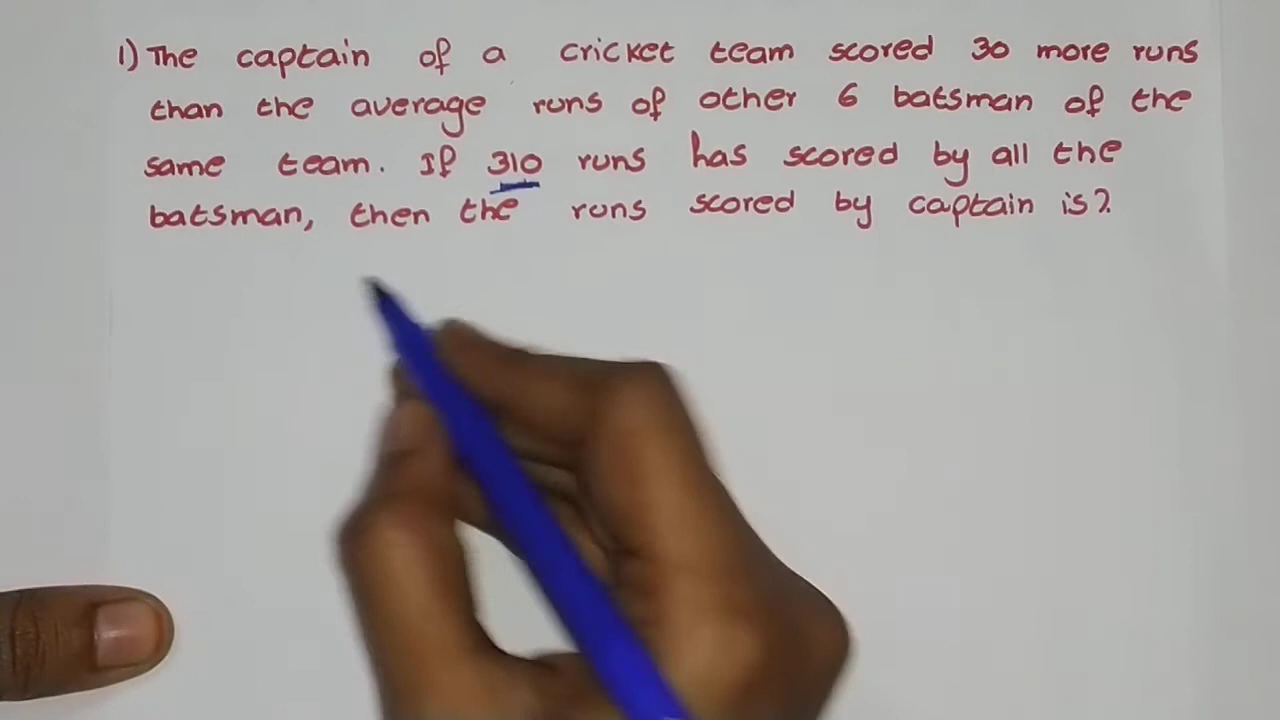 1) The captain of a cricket team scored 30 more runs
than the average runs of other 6 batsman of the
same team. If 310 runs has scored by all the
batsman, then the runs scored by captain is?